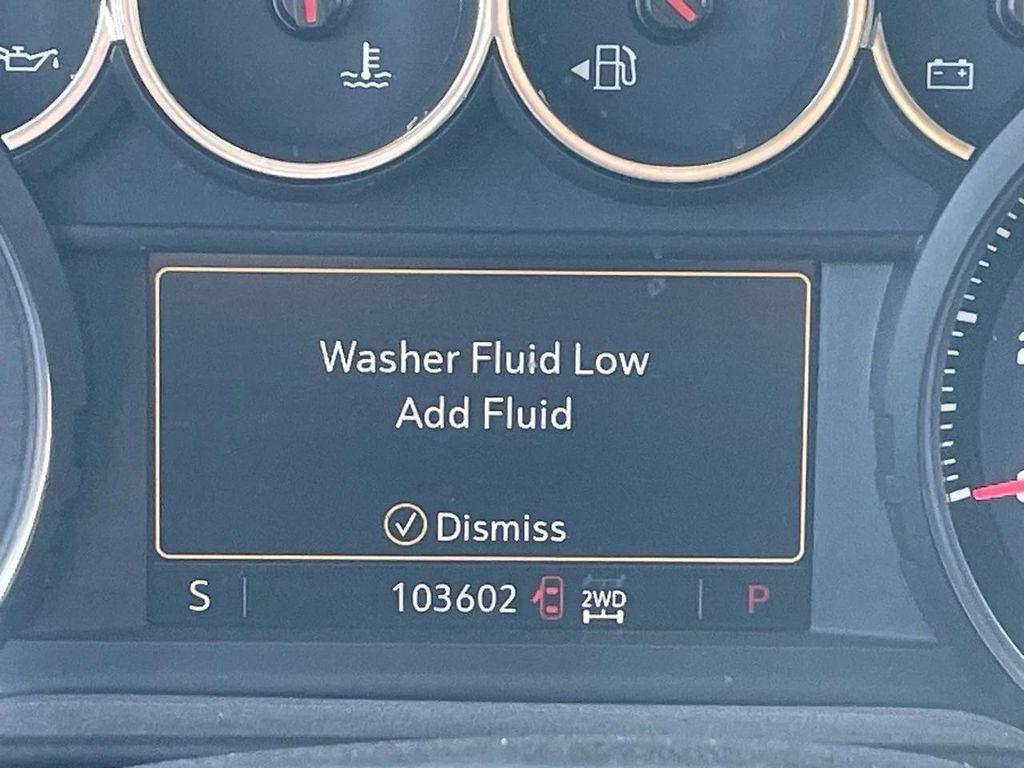 Washer Fluid Low
Add Fluid
Dismiss
S 103602 2WD P